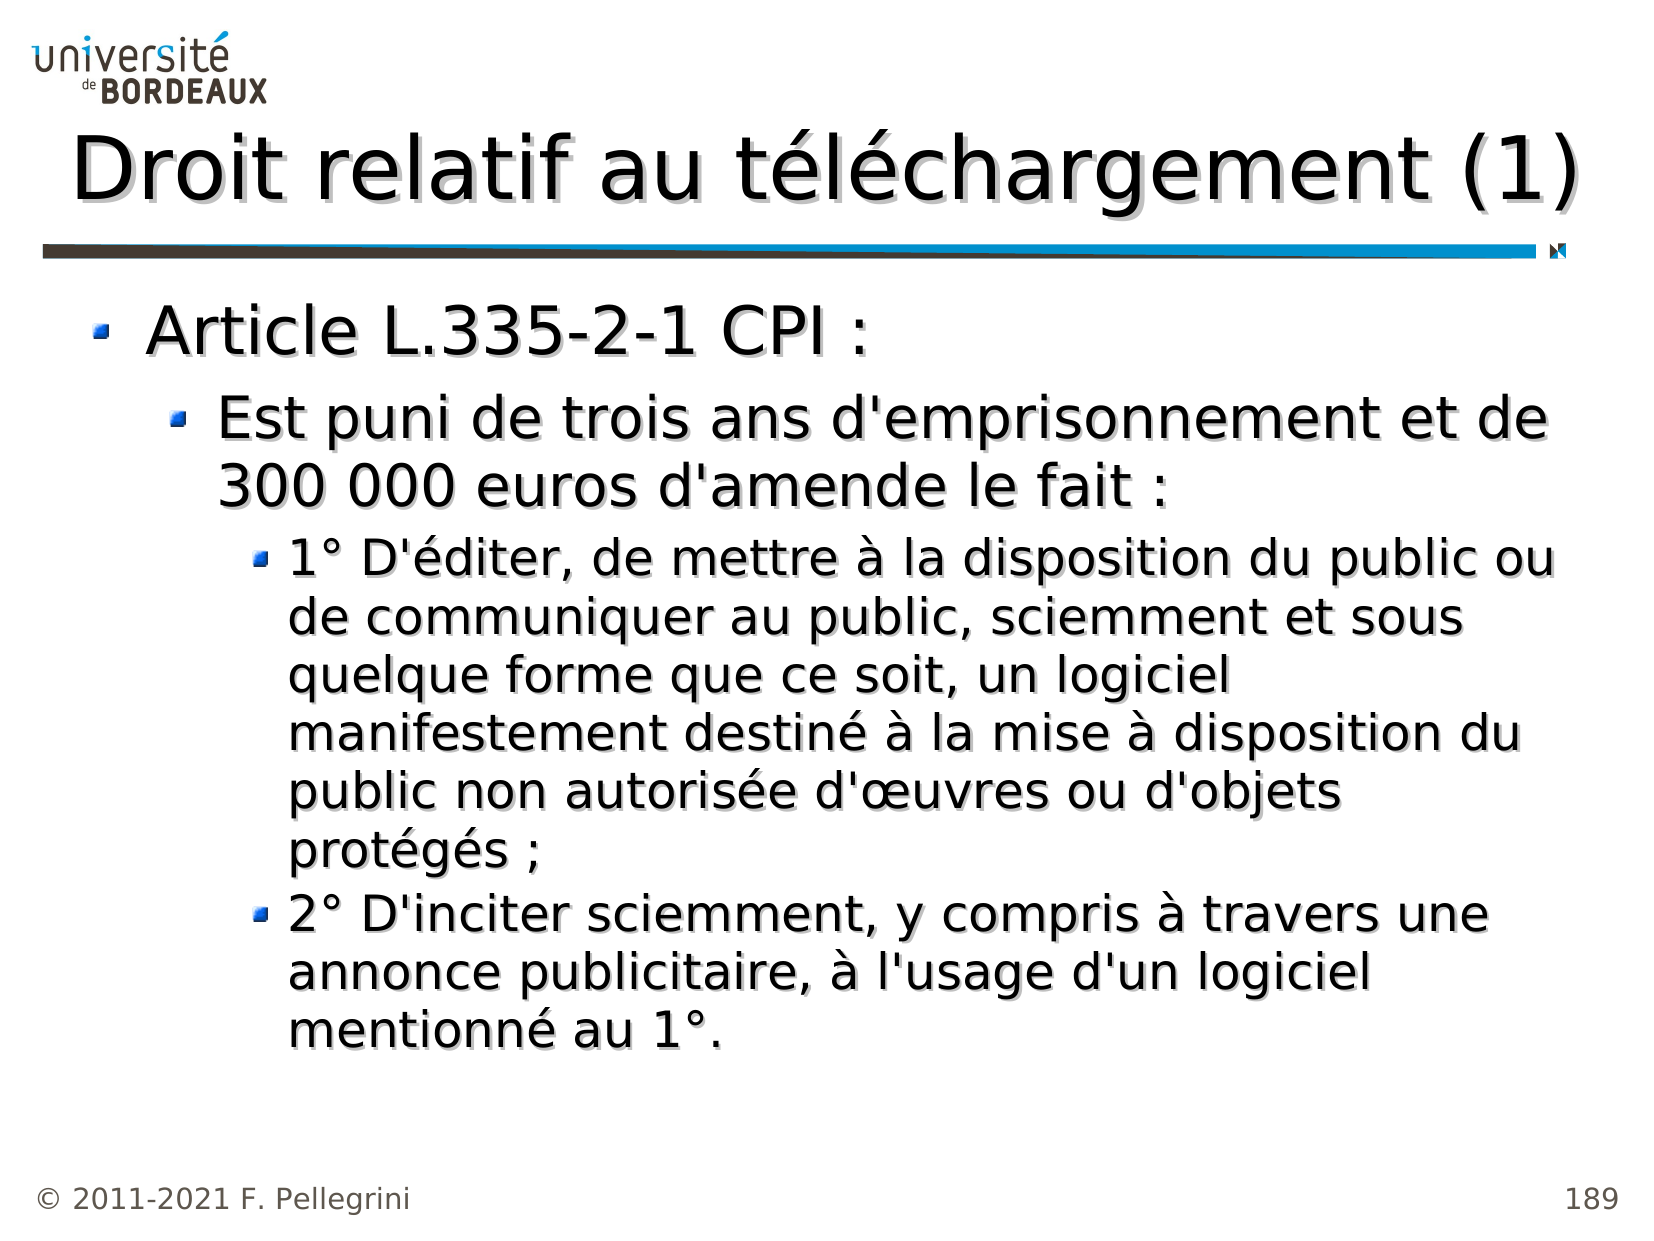 université
de BORDEAUX
Droit relatif au téléchargement (1)
Article L.335-2-1 CPI :
Est puni de trois ans d'emprisonnement et de
300 000 euros d'amende le fait :
1° D'éditer, de mettre à la disposition du public ou
de communiquer au public, sciemment et sous
quelque forme que ce soit, un logiciel
manifestement destiné à la mise à disposition du
public non autorisée d'œuvres ou d'objets
protégés ;
2° D'inciter sciemment, y compris à travers une
annonce publicitaire, à l'usage d'un logiciel
mentionné au 1°.
© 2011-2021 F. Pellegrini
189